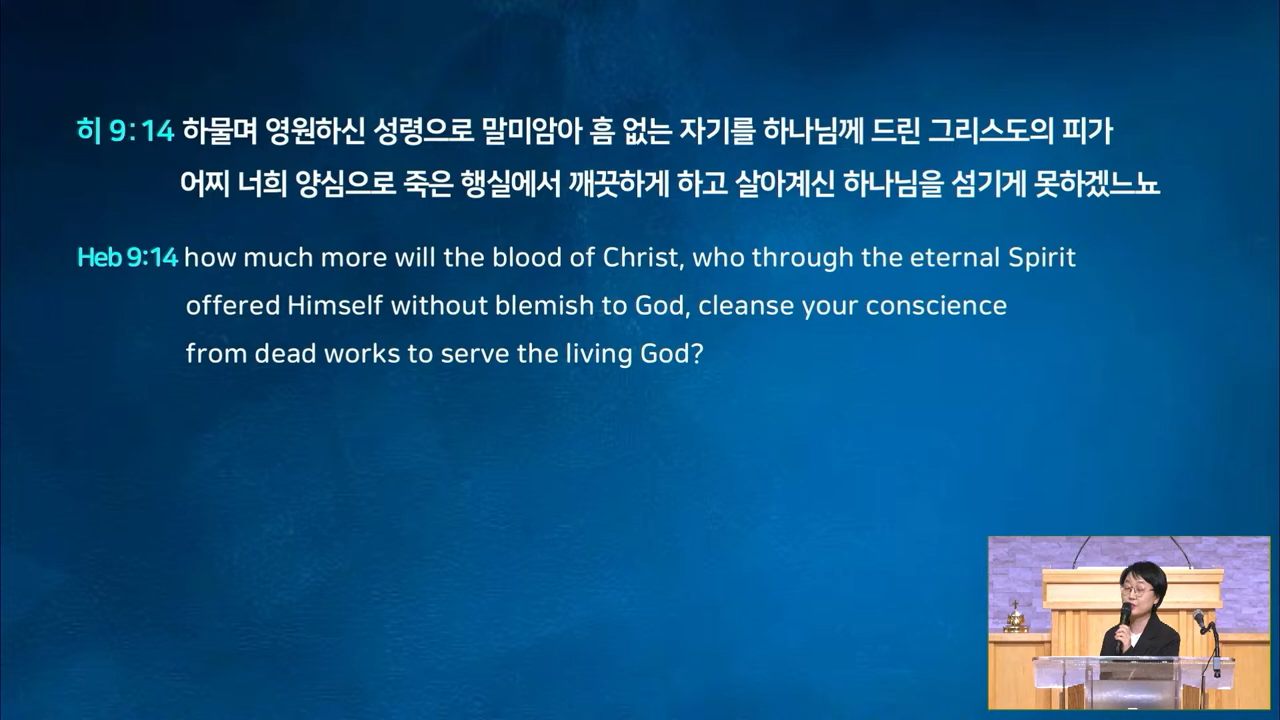 히 9:14 하물며 영원하신 성령으로 말미암아 흠 없는 자기를 하나님께 드린 그리스도의 피가
어찌 너희 양심으로 죽은 행실에서 깨끗하게 하고 살아계신 하나님을 섬기게 못하겠느뇨
Heb 9:14 how much more will the blood of Christ, who through the eternal Spirit
offered Himself without blemish to God, cleanse your conscience
from dead works to serve the living God?